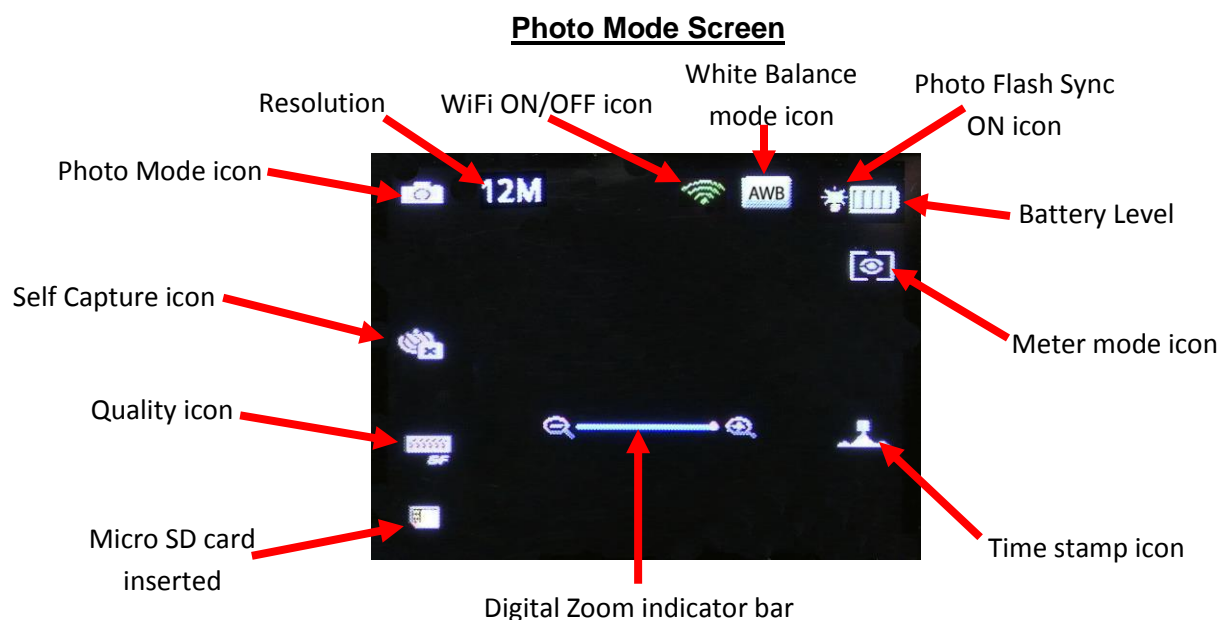 Photo Mode Screen
White Balance
mode icon
Photo Flash Sync
ON icon
Resolution
WiFi ON/OFF icon
Photo Mode icon
12M
AWB
Battery Level
Self Capture icon
Meter mode icon
Quality icon
SF
Micro SD card
inserted
Time stamp icon
Digital Zoom indicator bar